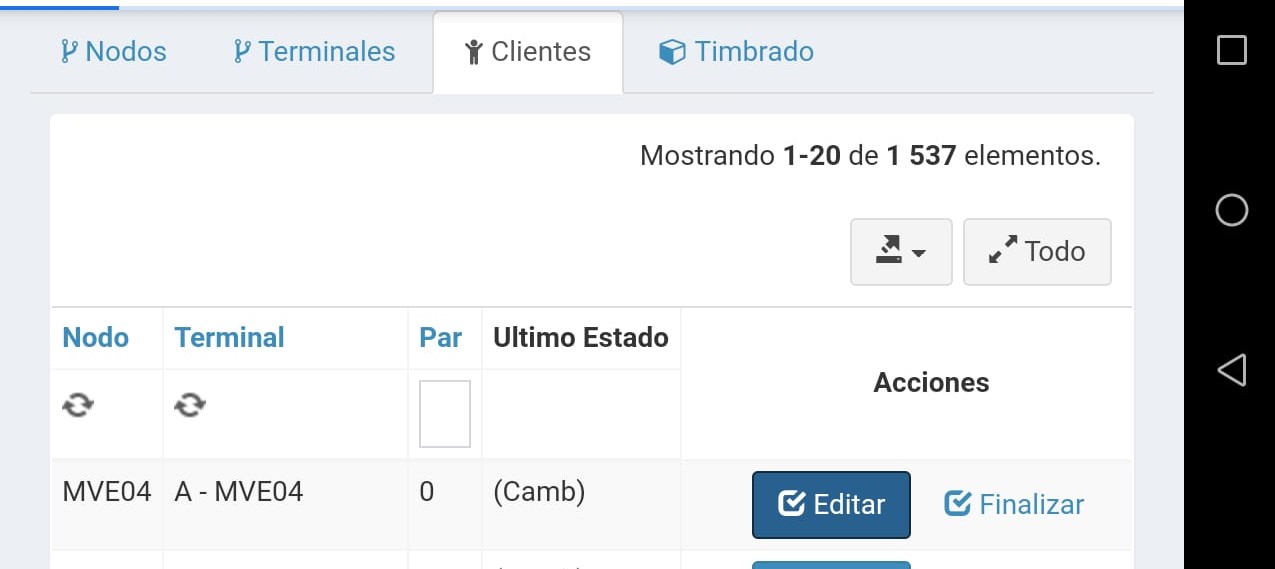 Nodos Terminales Clientes Timbrado
Mostrando 1-20 de 1 537 elementos.
Todo
Nodo Terminal Par Ultimo Estado
Acciones
MVE04 A - MVE04 0 (Camb) Editar Finalizar